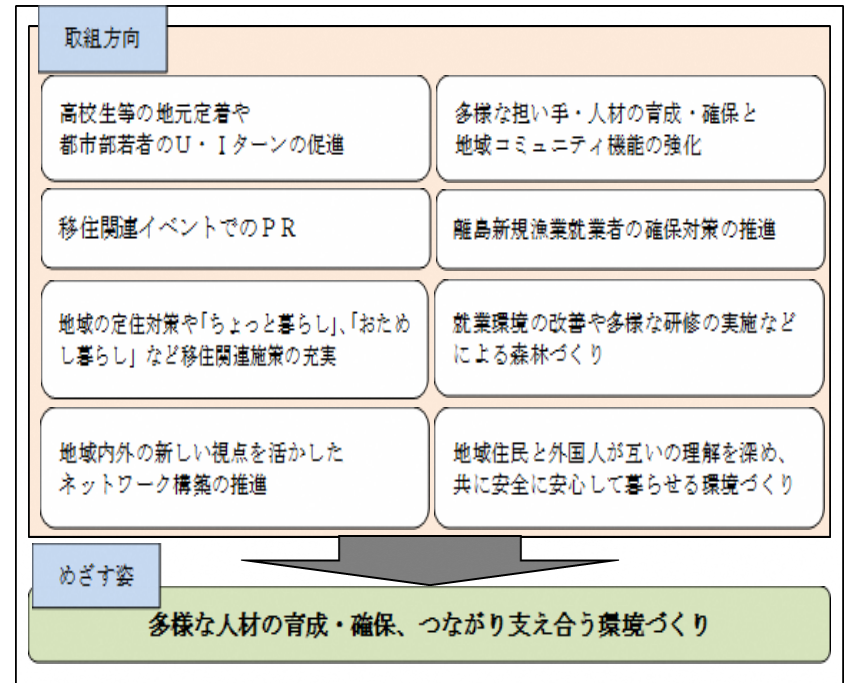 取組方向
高校生等の地元定着や
都市部若者のU・Iターンの促進
多様な担い手・人材の育成・確保と
地域コミュニティ機能の強化
移住関連イベントでのPR
離島新規漁業就業者の確保対策の推進
地域の定住対策や「ちょっと暮らし」、「おため
し暮らし」など移住関連施策の充実
就業環境の改善や多様な研修の実施など
による森林づくり
地域内外の新しい視点を活かした
ネットワーク構築の推進
地域住民と外国人が互いの理解を深め、
共に安全に安心して暮らせる環境づくり
めざす姿
多様な人材の育成・確保、つながり支え合う環境づくり